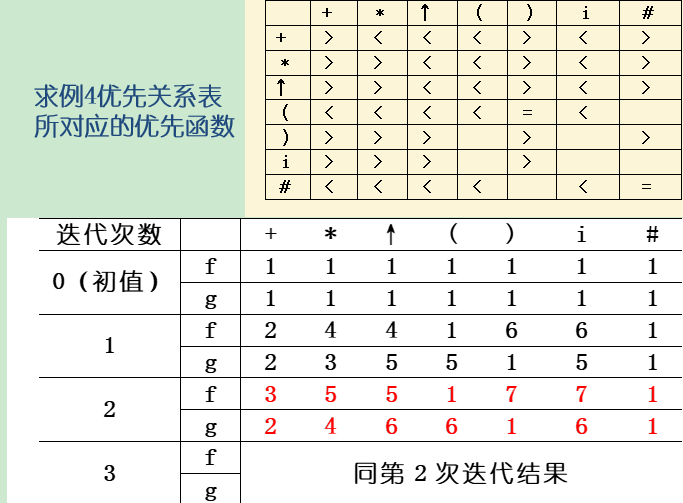 求例4优先关系表
所对应的优先函数
+ * ↑ ( ) i #
+ > < < < > < >
* > > < < > < >
↑ > > < < > < >
( < < < < = <
) > > > > >
i > > > >
# < < < < < =
迭代次数 + * ↑ ( ) i #
0（初值） f 1 1 1 1 1 1 1
g 1 1 1 1 1 1 1
1 f 2 4 4 1 6 6 1
g 2 3 5 5 1 5 1
2 f 3 5 5 1 7 7 1
g 2 4 6 6 1 6 1
3 f 同第 2 次迭代结果
g